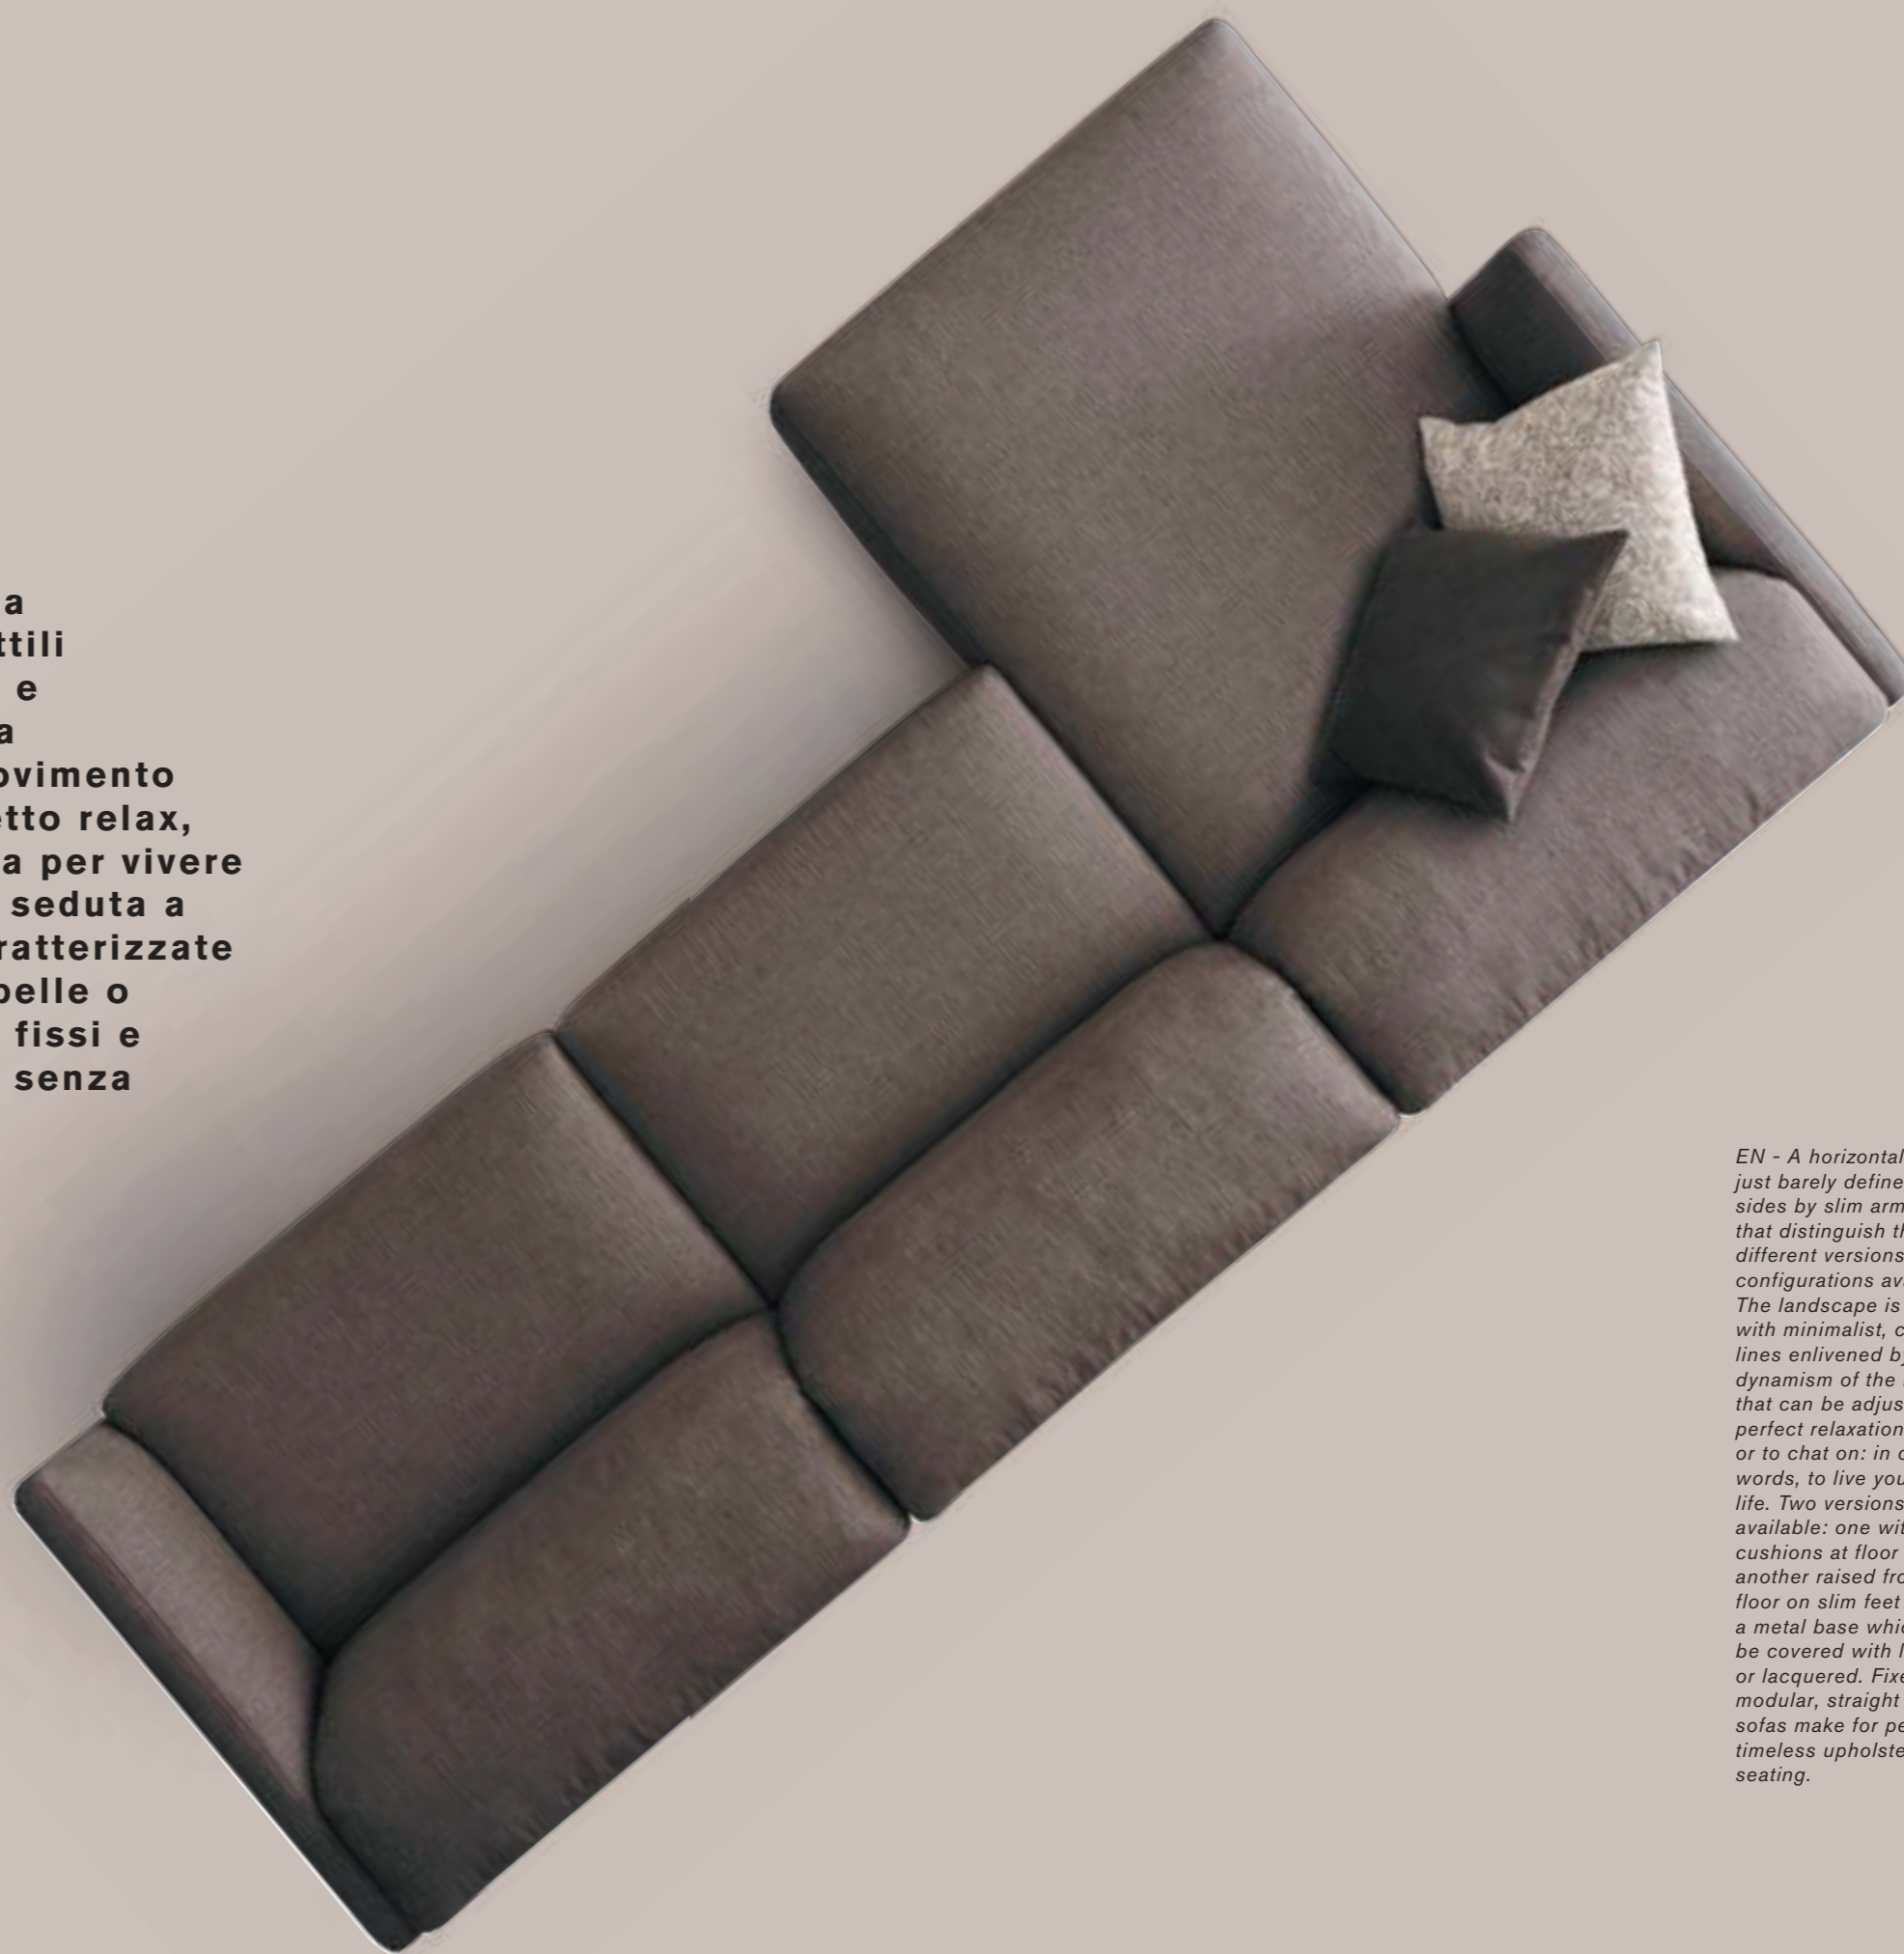 a
ttili
e
a
ovimento
etto relax,
a per vivere
seduta a
ratterizzate
pelle o
fissi e
senza
EN - A horizontal
just barely define
sides by slim arm
that distinguish th
different versions
configurations ava
The landscape is
with minimalist, c
lines enlivened by
dynamism of the
that can be adjus
perfect relaxation
or to chat on: in o
words, to live you
life. Two versions
available: one wit
cushions at floor
another raised fro
floor on slim feet
a metal base whic
be covered with l
or lacquered. Fixe
modular, straight
sofas make for pe
timeless upholste
seating.